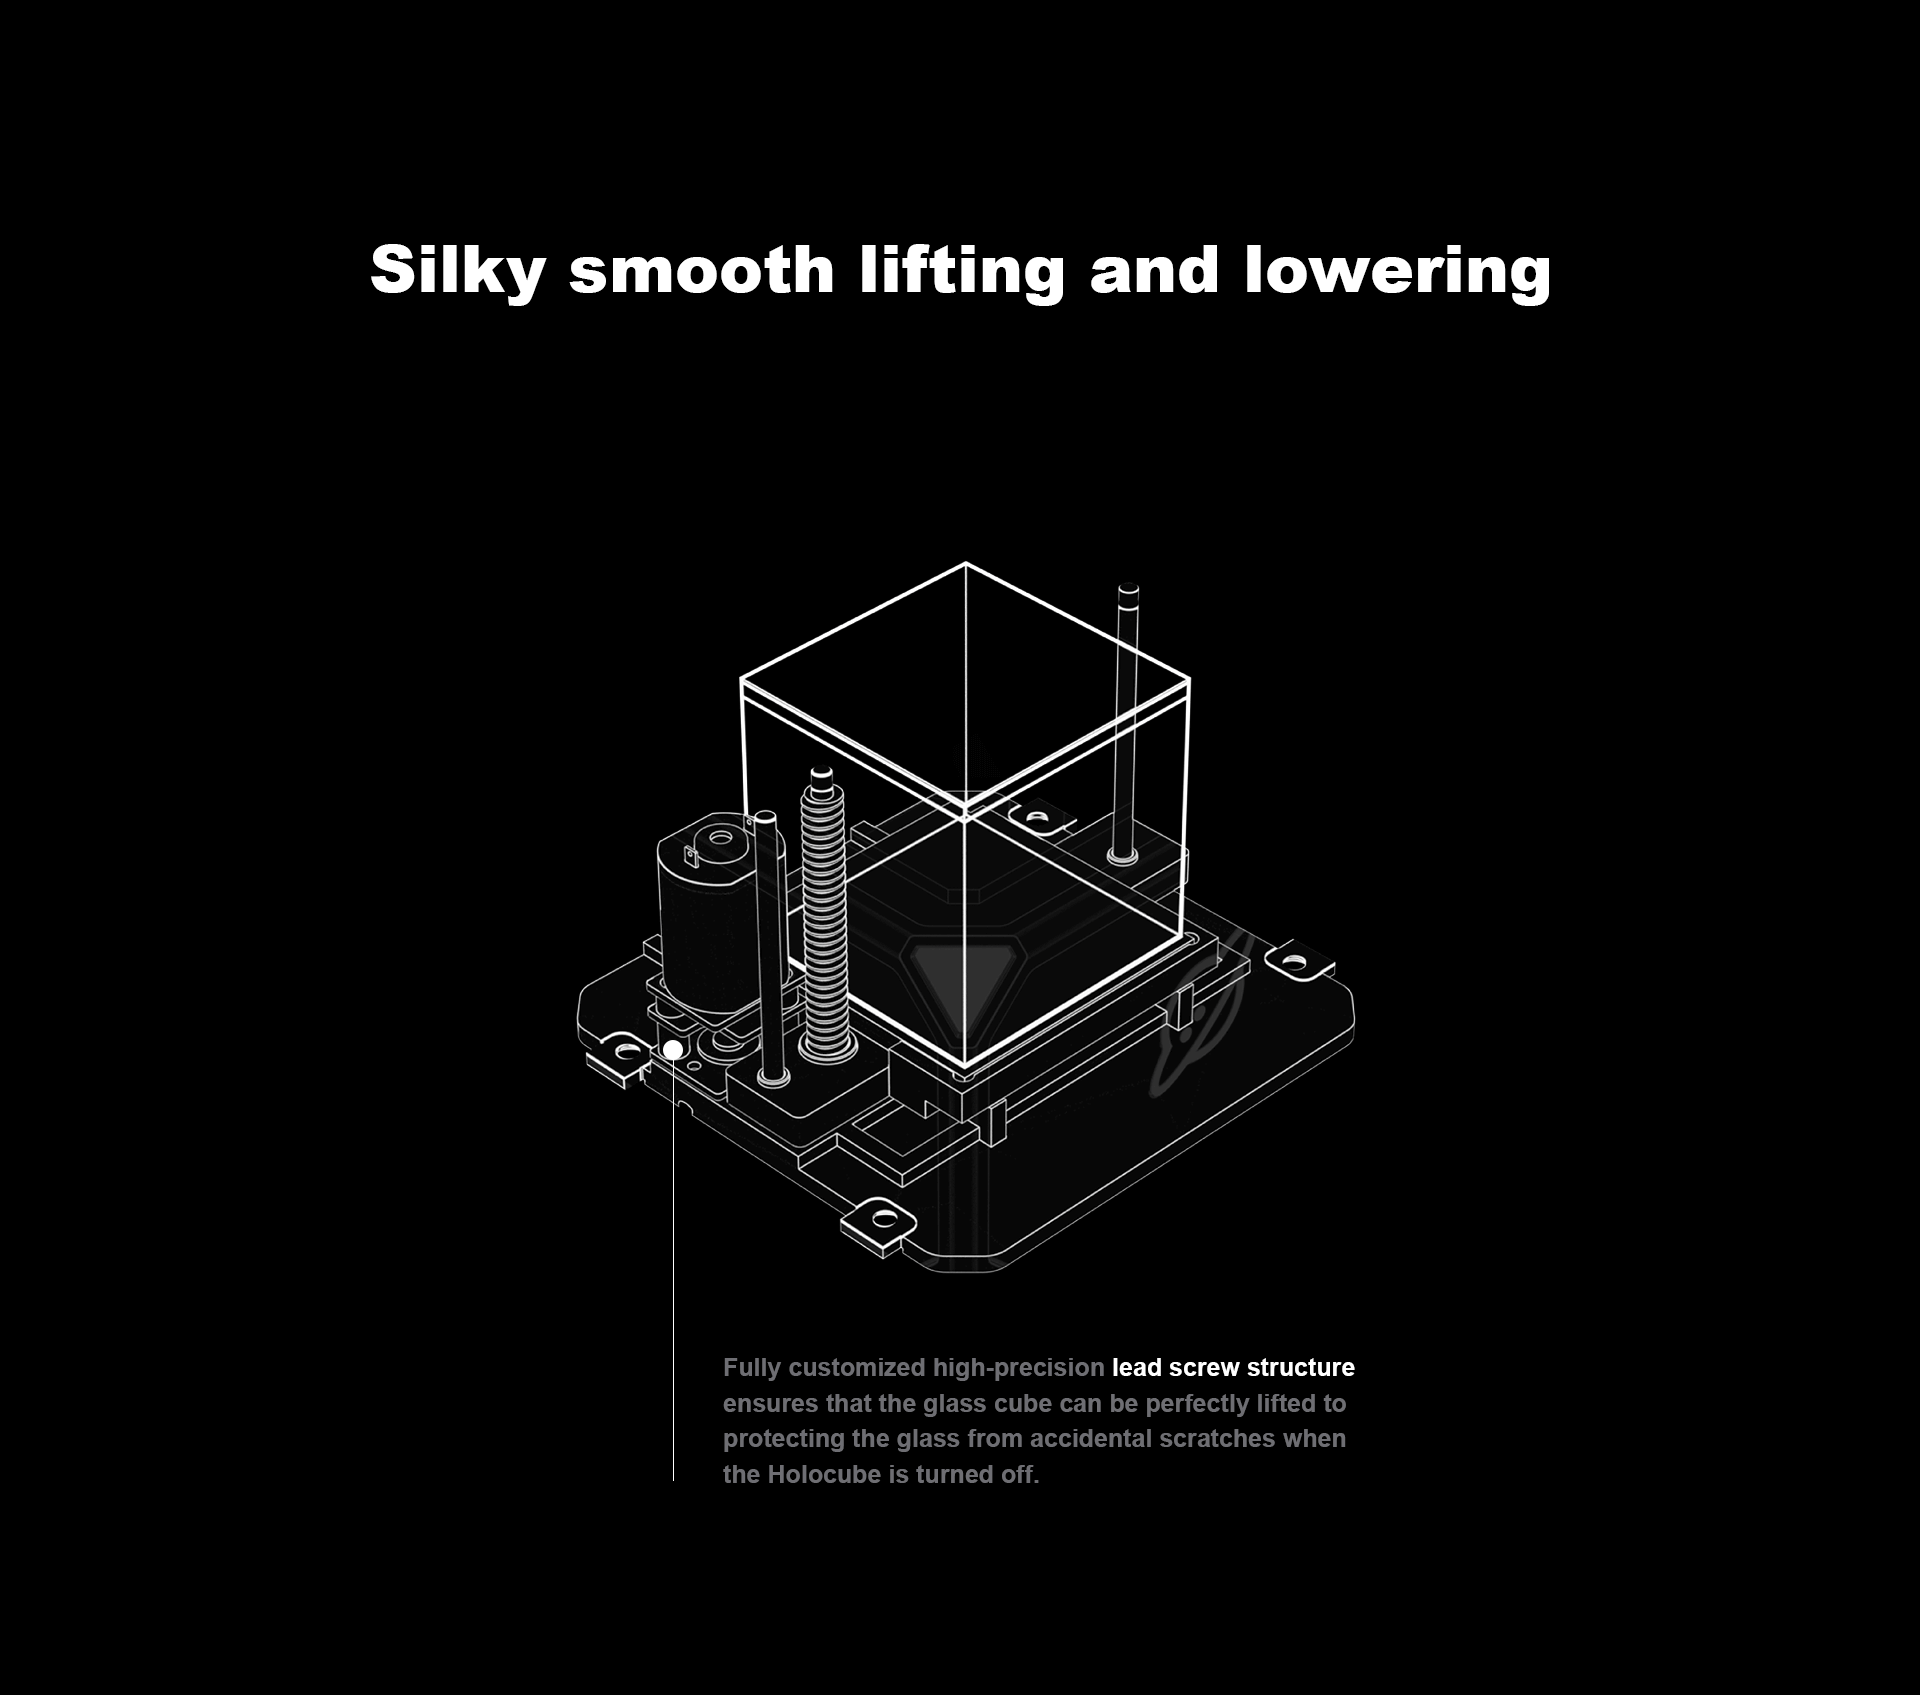 Silky smooth lifting and lowering
Fully customized high-precision lead screw structure
ensures that the glass cube can be perfectly lifted to
protecting the glass from accidental scratches when
the Holocube is turned off.